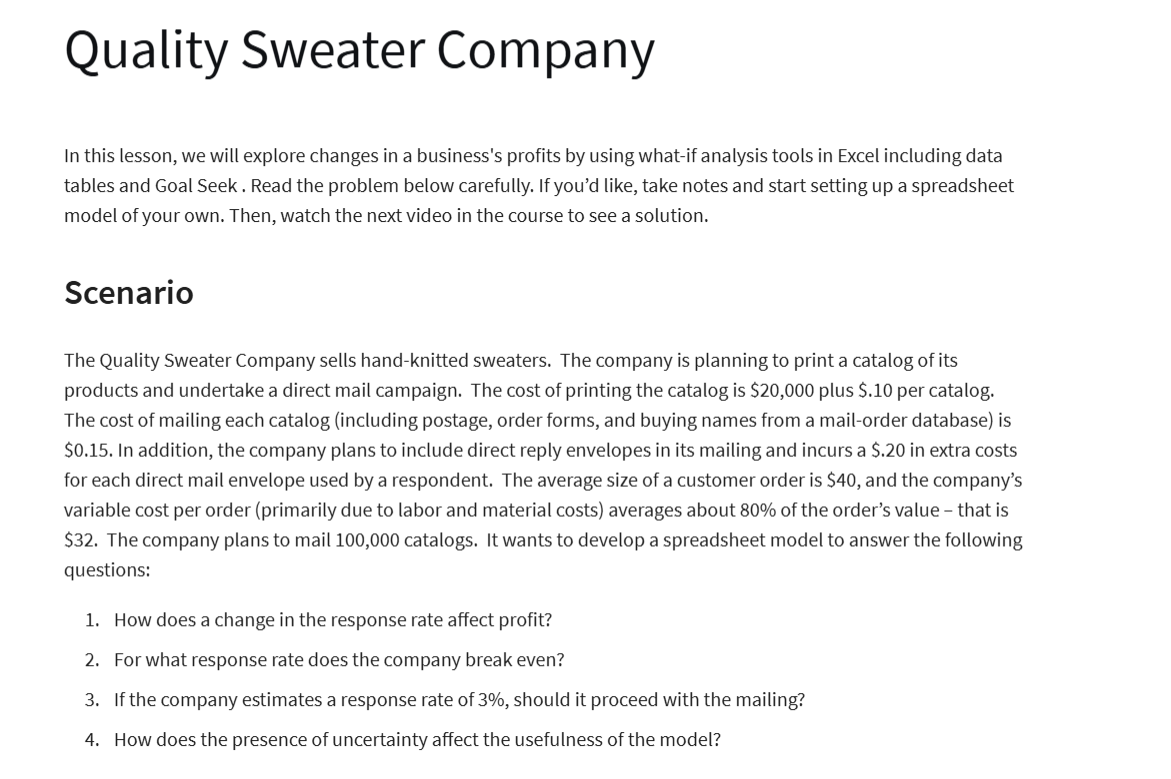 Quality Sweater Company
In this lesson, we will explore changes in a business's profits by using what-if analysis tools in Excel including data
tables and Goal Seek . Read the problem below carefully. If you’d like, take notes and start setting up a spreadsheet
model of your own. Then, watch the next video in the course to see a solution.
Scenario
The Quality Sweater Company sells hand-knitted sweaters.  The company is planning to print a catalog of its
products and undertake a direct mail campaign.  The cost of printing the catalog is $20,000 plus $.10 per catalog.
The cost of mailing each catalog (including postage, order forms, and buying names from a mail-order database) is
$0.15. In addition, the company plans to include direct reply envelopes in its mailing and incurs a $.20 in extra costs
for each direct mail envelope used by a respondent.  The average size of a customer order is $40, and the company’s
variable cost per order (primarily due to labor and material costs) averages about 80% of the order’s value – that is
$32.  The company plans to mail 100,000 catalogs.  It wants to develop a spreadsheet model to answer the following
questions:
1. How does a change in the response rate affect profit?
2. For what response rate does the company break even?
3. If the company estimates a response rate of 3%, should it proceed with the mailing?
4. How does the presence of uncertainty affect the usefulness of the model?